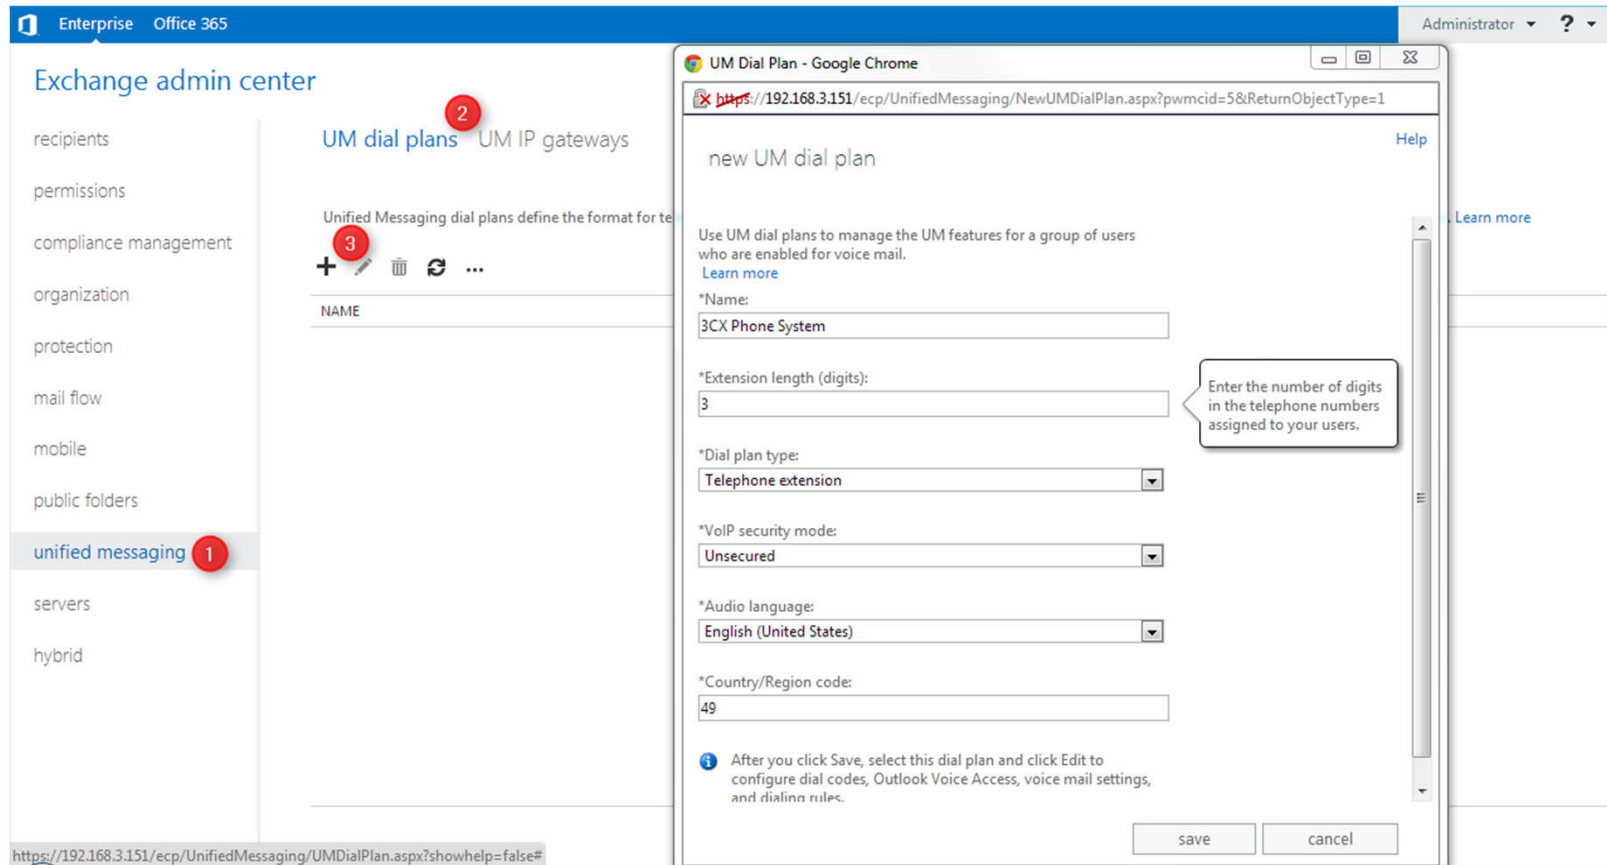 Enterprise Office 365
Administrator ?
Exchange admin center
recipients
permissions
compliance management
organization
protection
mail flow
mobile
public folders
unified messaging 1
servers
hybrid
2
UM dial plans UM IP gateways
Unified Messaging dial plans define the format for te
. Learn more
3
NAME
UM Dial Plan - Google Chrome
https://192.168.3.151/ecp/UnifiedMessaging/NewUMDialPlan.aspx?pwmcid=5&ReturnObjectType=1
Help
new UM dial plan
Use UM dial plans to manage the UM features for a group of users
who are enabled for voice mail.
Learn more
*Name:
3CX Phone System
*Extension length (digits):
3
Enter the number of digits
in the telephone numbers
assigned to your users.
*Dial plan type:
Telephone extension
*VoIP security mode:
Unsecured
*Audio language:
English (United States)
*Country/Region code:
49
After you click Save, select this dial plan and click Edit to
configure dial codes, Outlook Voice Access, voice mail settings,
and dialing rules.
save cancel
https://192.168.3.151/ecp/UnifiedMessaging/UMDialPlan.aspx?showhelp=false#